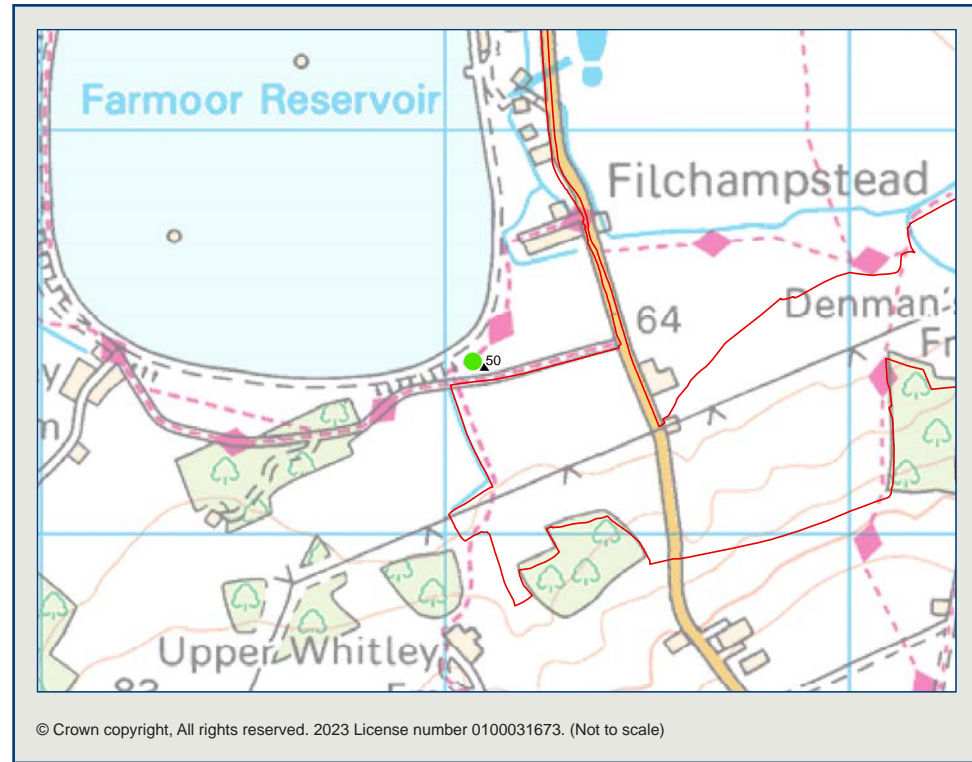 Farmoor Reservoir
Filchampstead
64
Denman's
Fr
50
y
m
Upper Whitley
© Crown copyright, All rights reserved. 2023 License number 0100031673. (Not to scale)